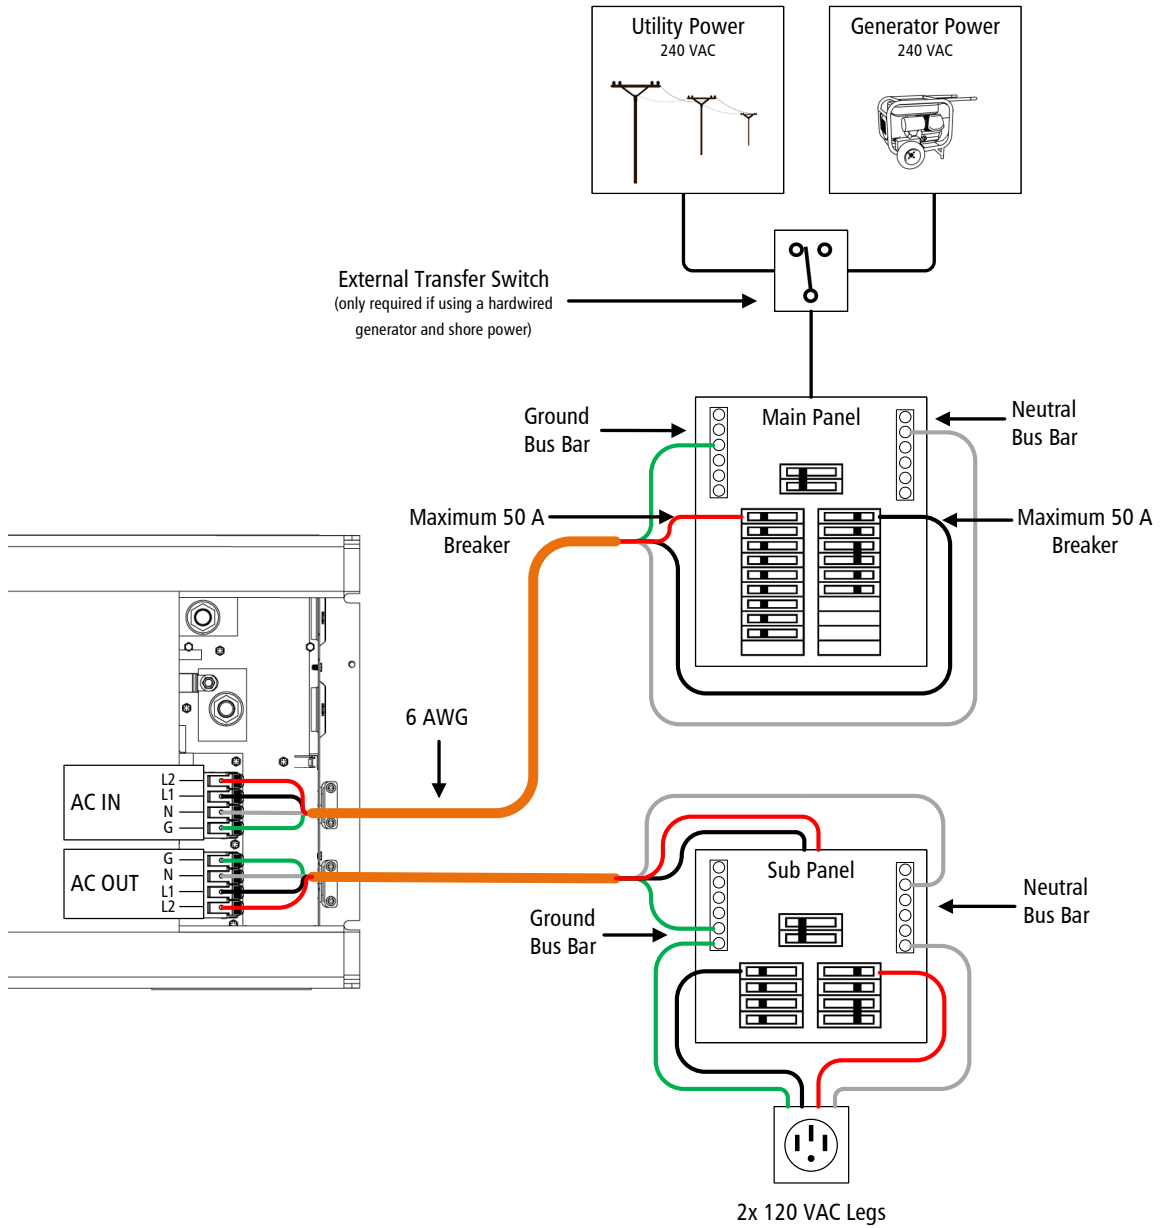 Utility Power
240 VAC
Generator Power
240 VAC
External Transfer Switch
(only required if using a hardwired
generator and shore power)
Ground
Bus Bar
Main Panel
Neutral
Bus Bar
Maximum 50 A
Breaker
Maximum 50 A
Breaker
6 AWG
AC IN
L2
L1
N
G
AC OUT
G
N
L1
L2
Sub Panel
Ground
Bus Bar
Neutral
Bus Bar
2x 120 VAC Legs